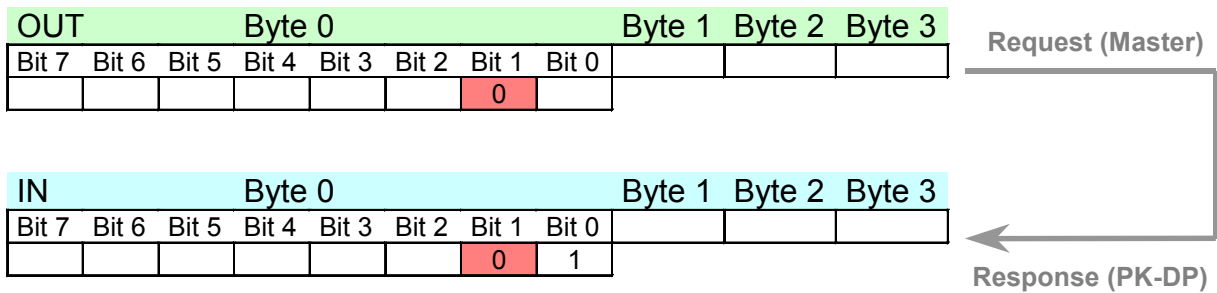 OUT Byte 0 Byte 1 Byte 2 Byte 3
Request (Master)
Bit 7 Bit 6 Bit 5 Bit 4 Bit 3 Bit 2 Bit 1 Bit 0
0
IN Byte 0 Byte 1 Byte 2 Byte 3
Bit 7 Bit 6 Bit 5 Bit 4 Bit 3 Bit 2 Bit 1 Bit 0
0 1
Response (PK-DP)